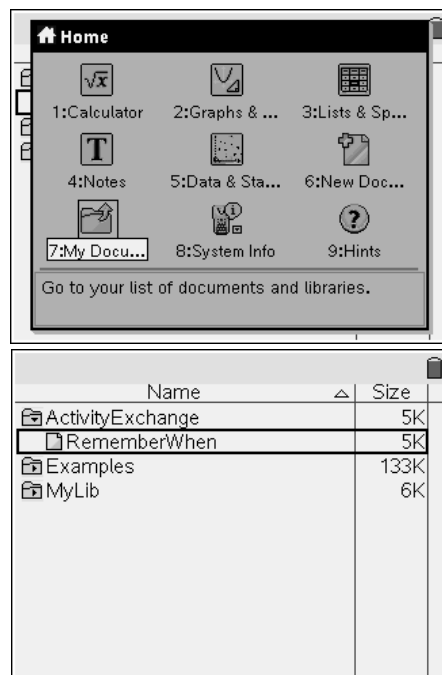 Home
1:Calculator 2:Graphs & ... 3:Lists & Sp...
4:Notes 5:Data & Sta... 6:New Doc...
7:My Docu... 8:System Info 9:Hints
Go to your list of documents and libraries.
Name Size
ActivityExchange 5K
RememberWhen 5K
Examples 133K
MyLib 6K